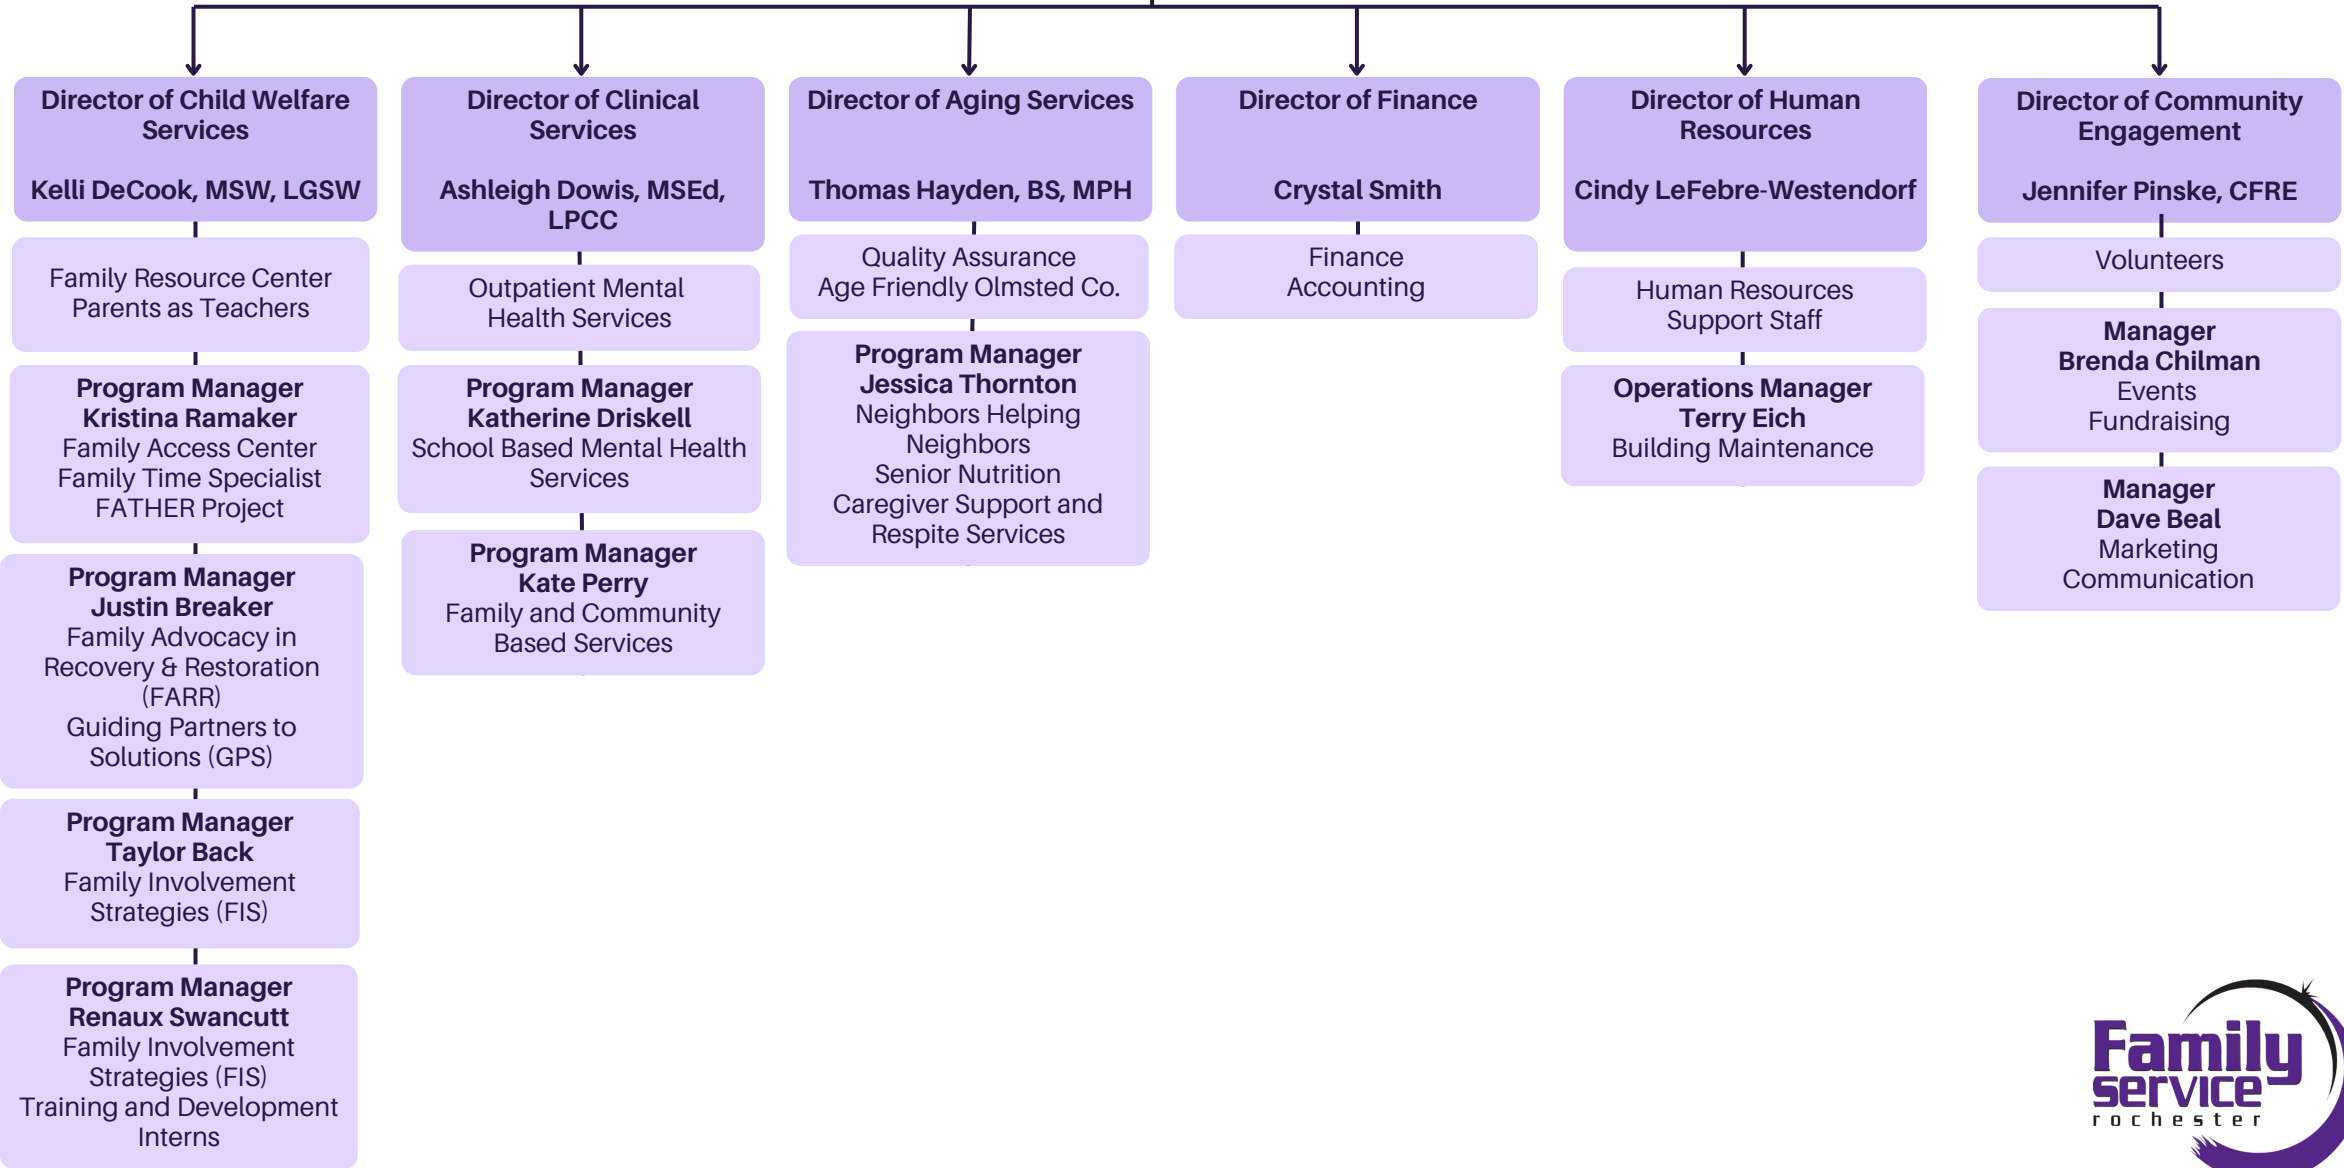 Director of Child Welfare
Services
Kelli DeCook, MSW, LGSW
Family Resource Center
Parents as Teachers
Program Manager
Kristina Ramaker
Family Access Center
Family Time Specialist
FATHER Project
Program Manager
Justin Breaker
Family Advocacy in
Recovery & Restoration
(FARR)
Guiding Partners to
Solutions (GPS)
Program Manager
Taylor Back
Family Involvement
Strategies (FIS)
Program Manager
Renaux Swancutt
Family Involvement
Strategies (FIS)
Training and Development
Interns
Director of Clinical
Services
Ashleigh Dowis, MSEd,
LPCC
Outpatient Mental
Health Services
Program Manager
Katherine Driskell
School Based Mental Health
Services
Program Manager
Kate Perry
Family and Community
Based Services
Director of Aging Services
Thomas Hayden, BS, MPH
Quality Assurance
Age Friendly Olmsted Co.
Program Manager
Jessica Thornton
Neighbors Helping
Neighbors
Senior Nutrition
Caregiver Support and
Respite Services
Director of Finance
Crystal Smith
Finance
Accounting
Director of Human
Resources
Cindy LeFebre-Westendorf
Human Resources
Support Staff
Operations Manager
Terry Eich
Building Maintenance
Director of Community
Engagement
Jennifer Pinske, CFRE
Volunteers
Manager
Brenda Chilman
Events
Fundraising
Manager
Dave Beal
Marketing
Communication
Family
service
rochester